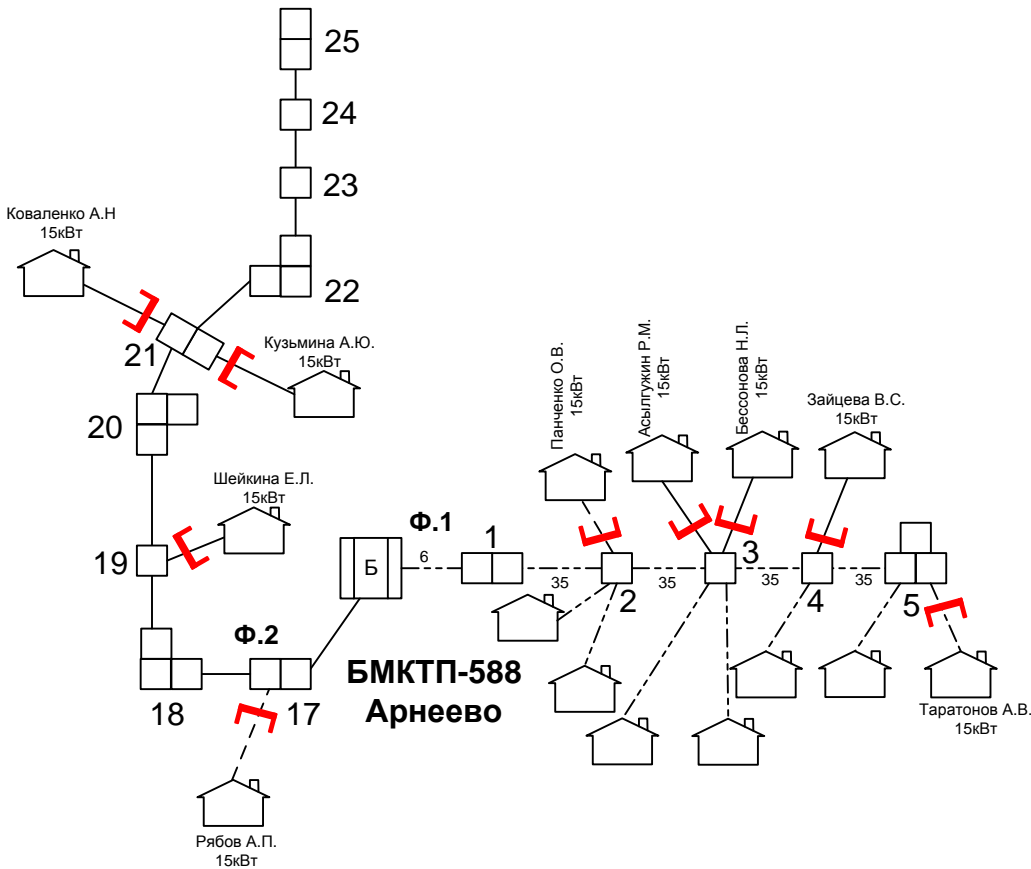 25
24
23
22
Коваленко А.Н
15кВт
21
Кузьмина А.Ю.
15кВт
20
Шейкина Е.Л.
15кВт
19
18
Ф.2
17
Рябов А.П.
15кВт
Б
БМКТП-588
Арнеево
Ф.1
6
1
35
Панченко О.В.
15кВт
2
35
Асылгужин Р.М.
15кВт
Бессонова Н.Л.
15кВт
3
35
Зайцева В.С.
15кВт
4
35
5
Таратонов А.В.
15кВт